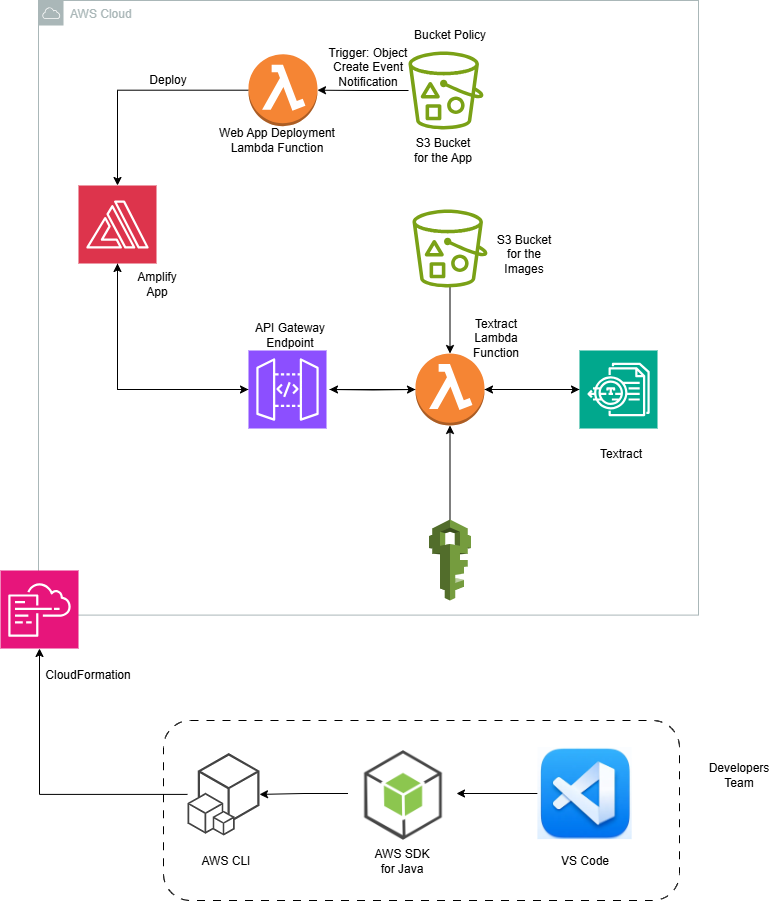 AWS Cloud
Bucket Policy
Trigger: Object
Create Event
Notification
Deploy
Web App Deployment
Lambda Function
S3 Bucket
for the App
S3 Bucket
for the
Images
Amplify
App
API Gateway
Endpoint
Textract
Lambda
Function
</>
T
Textract
CloudFormation
Developers
Team
AWS CLI
AWS SDK
for Java
VS Code